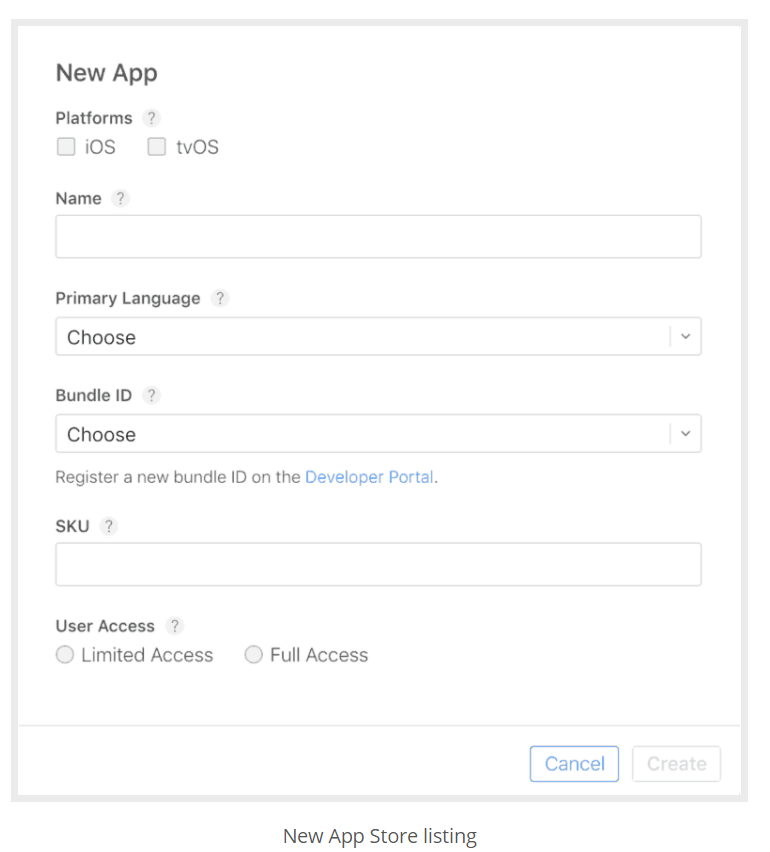 New App
Platforms ?
iOS tvOS
Name ?
Primary Language ?
Choose
Bundle ID ?
Choose
Register a new bundle ID on the Developer Portal.
SKU ?
User Access ?
Limited Access Full Access
Cancel Create
New App Store listing